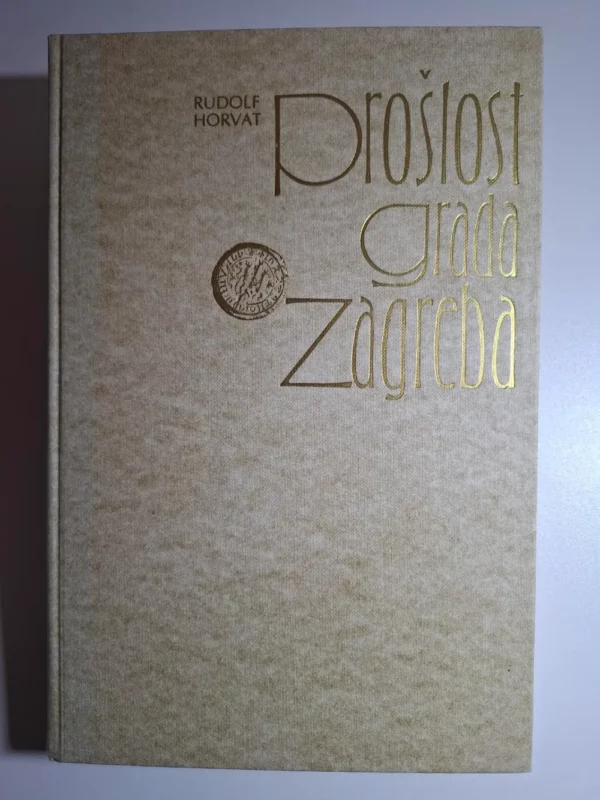 RUDOLF
HORVAT
prošlost
grada
zagreba